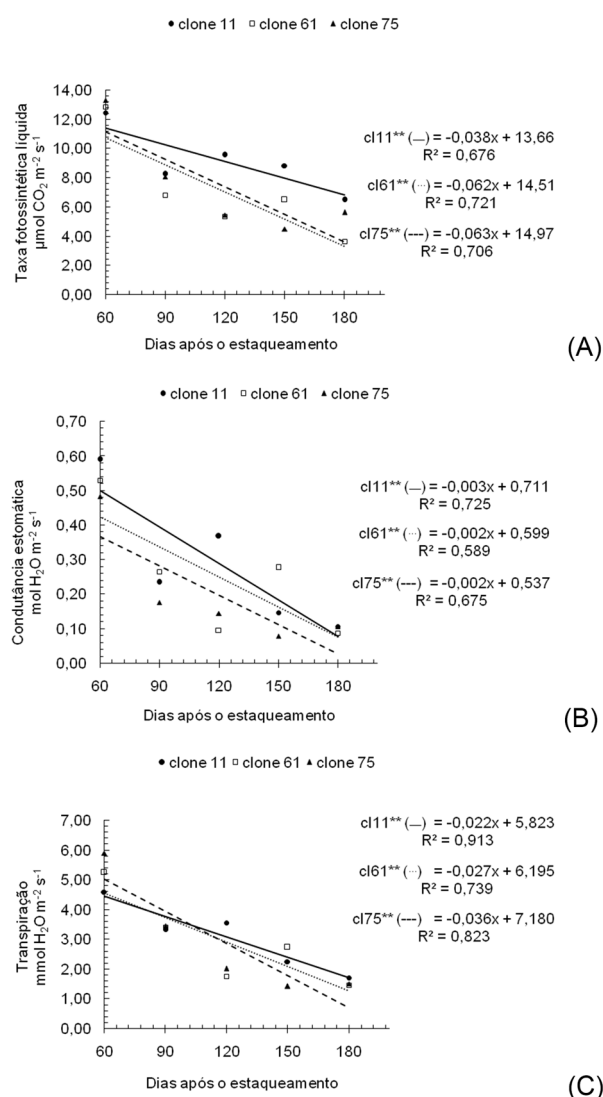 clone 11 clone 61 clone 75
Taxa fotossintética líquida
µmol CO₂ m⁻² s⁻¹
14,00
12,00
10,00
8,00
6,00
4,00
2,00
0,00
60 90 120 150 180
Dias após o estaqueamento
cl11** (—) = -0,038x + 13,66
R² = 0,676
cl61** (···) = -0,062x + 14,51
R² = 0,721
cl75** (---) = -0,063x + 14,97
R² = 0,706
(A)
clone 11 clone 61 clone 75
Condutância estomática
mol H₂O m⁻² s⁻¹
0,70
0,60
0,50
0,40
0,30
0,20
0,10
0,00
60 90 120 150 180
Dias após o estaqueamento
cl11** (—) = -0,003x + 0,711
R² = 0,725
cl61** (···) = -0,002x + 0,599
R² = 0,589
cl75** (---) = -0,002x + 0,537
R² = 0,675
(B)
clone 11 clone 61 clone 75
Transpiração
mmol H₂O m⁻² s⁻¹
7,00
6,00
5,00
4,00
3,00
2,00
1,00
0,00
60 90 120 150 180
Dias após o estaqueamento
cl11** (—) = -0,022x + 5,823
R² = 0,913
cl61** (···) = -0,027x + 6,195
R² = 0,739
cl75** (---) = -0,036x + 7,180
R² = 0,823
(C)